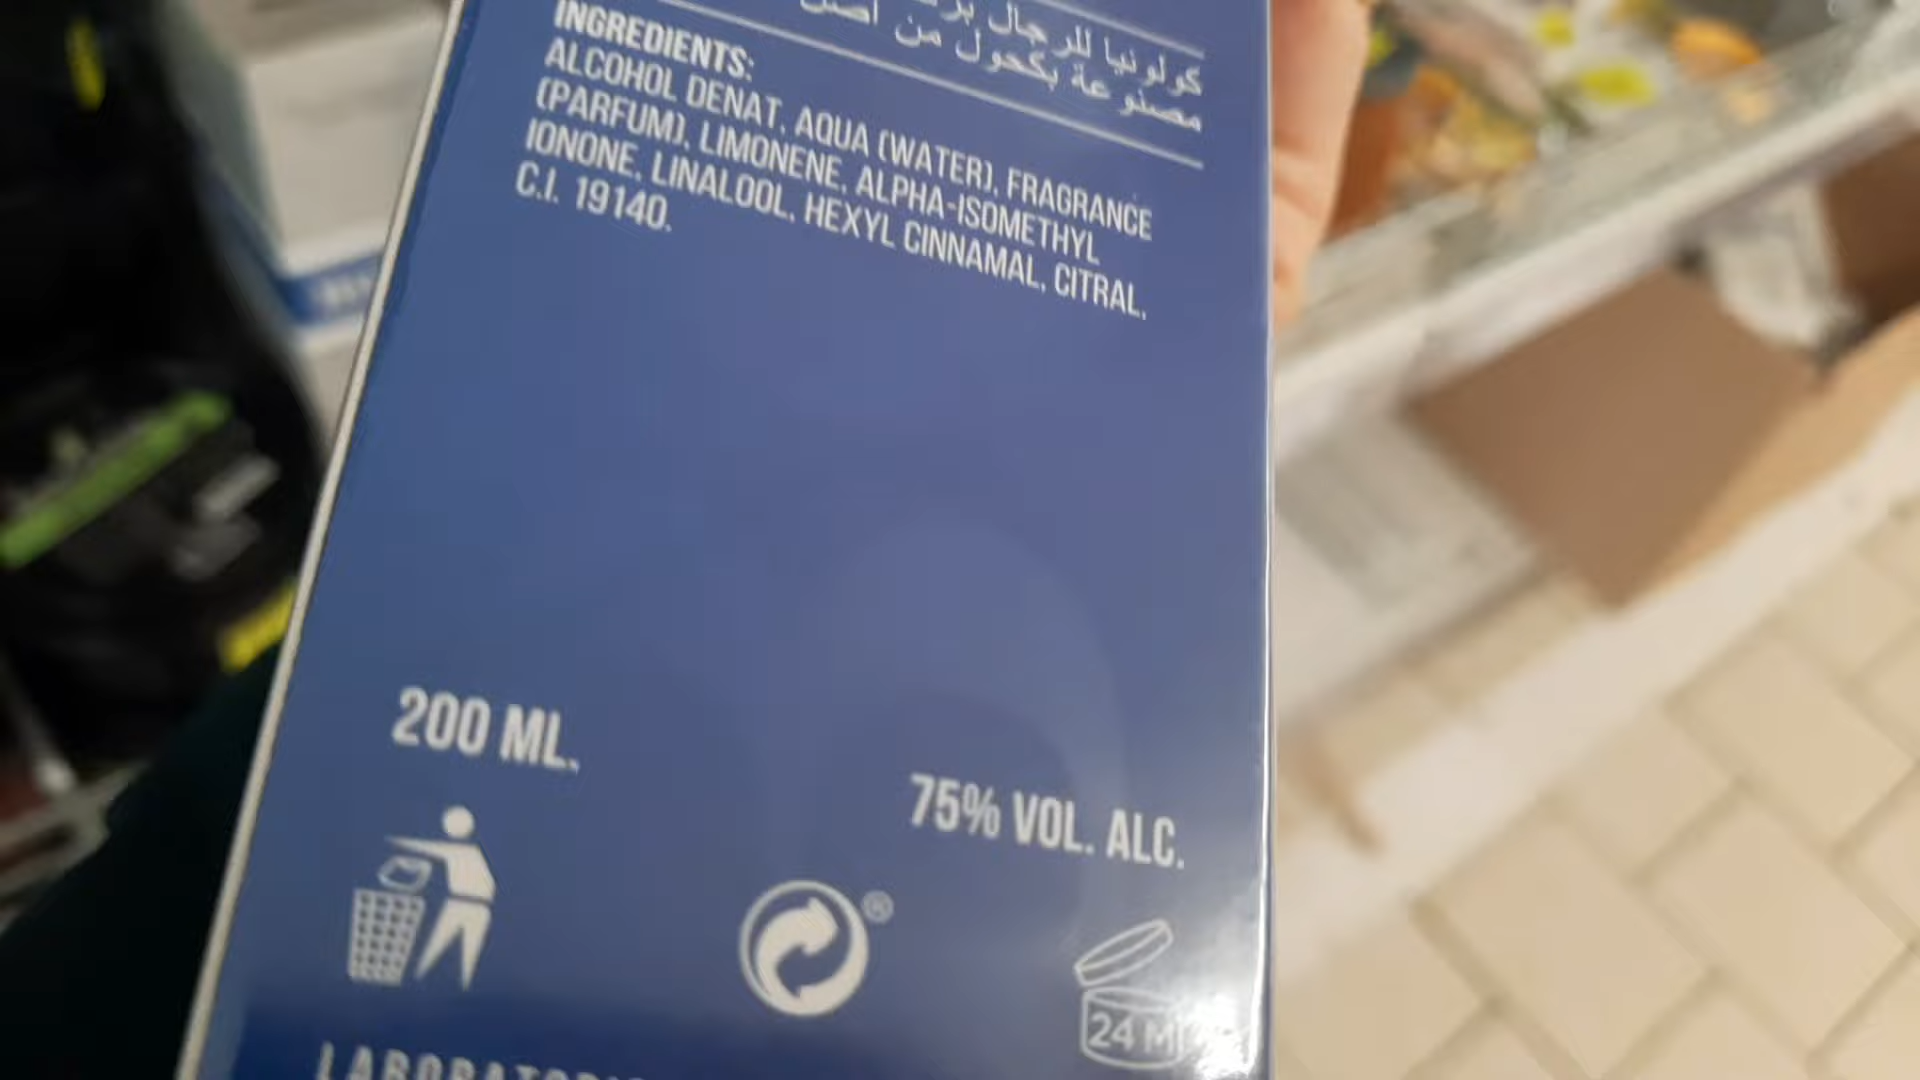 كولونيا للرجال
مصنوعة بكحول من أصل
INGREDIENTS:
ALCOHOL DENAT, AQUA (WATER), FRAGRANCE
(PARFUM), LIMONENE, ALPHA-ISOMETHYL
IONONE, LINALOOL, HEXYL CINNAMAL, CITRAL,
C.I. 19140.
200 ML.
75% VOL. ALC.
®
24 M